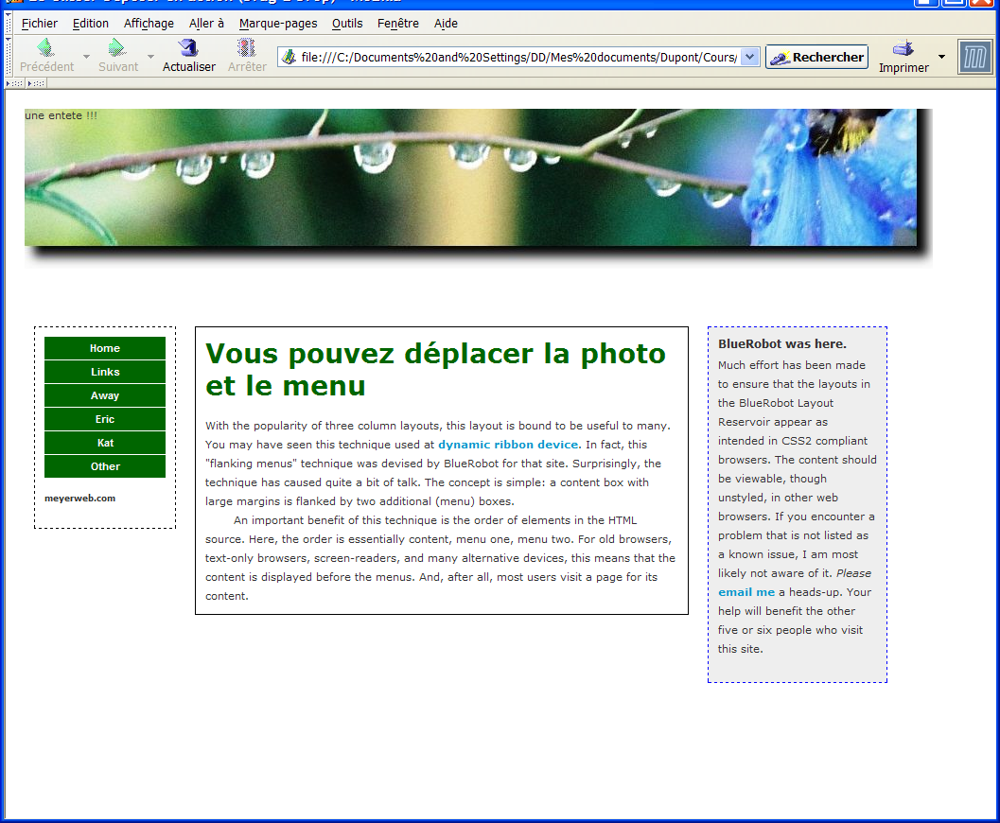 Fichier Edition Affichage Aller à Marque-pages Outils Fenêtre Aide
Précédent Suivant Actualiser Arrêter file:///C:/Documents%20and%20Settings/DD/Mes%20documents/Dupont/Cours/ Rechercher Imprimer
une entete !!!
Home
Links
Away
Eric
Kat
Other
meyerweb.com
Vous pouvez déplacer la photo
et le menu
With the popularity of three column layouts, this layout is bound to be useful to many.
You may have seen this technique used at dynamic ribbon device. In fact, this
"flanking menus" technique was devised by BlueRobot for that site. Surprisingly, the
technique has caused quite a bit of talk. The concept is simple: a content box with
large margins is flanked by two additional (menu) boxes.
An important benefit of this technique is the order of elements in the HTML
source. Here, the order is essentially content, menu one, menu two. For old browsers,
text-only browsers, screen-readers, and many alternative devices, this means that the
content is displayed before the menus. And, after all, most users visit a page for its
content.
BlueRobot was here.
Much effort has been made
to ensure that the layouts in
the BlueRobot Layout
Reservoir appear as
intended in CSS2 compliant
browsers. The content should
be viewable, though
unstyled, in other web
browsers. If you encounter a
problem that is not listed as
a known issue, I am most
likely not aware of it. Please
email me a heads-up. Your
help will benefit the other
five or six people who visit
this site.